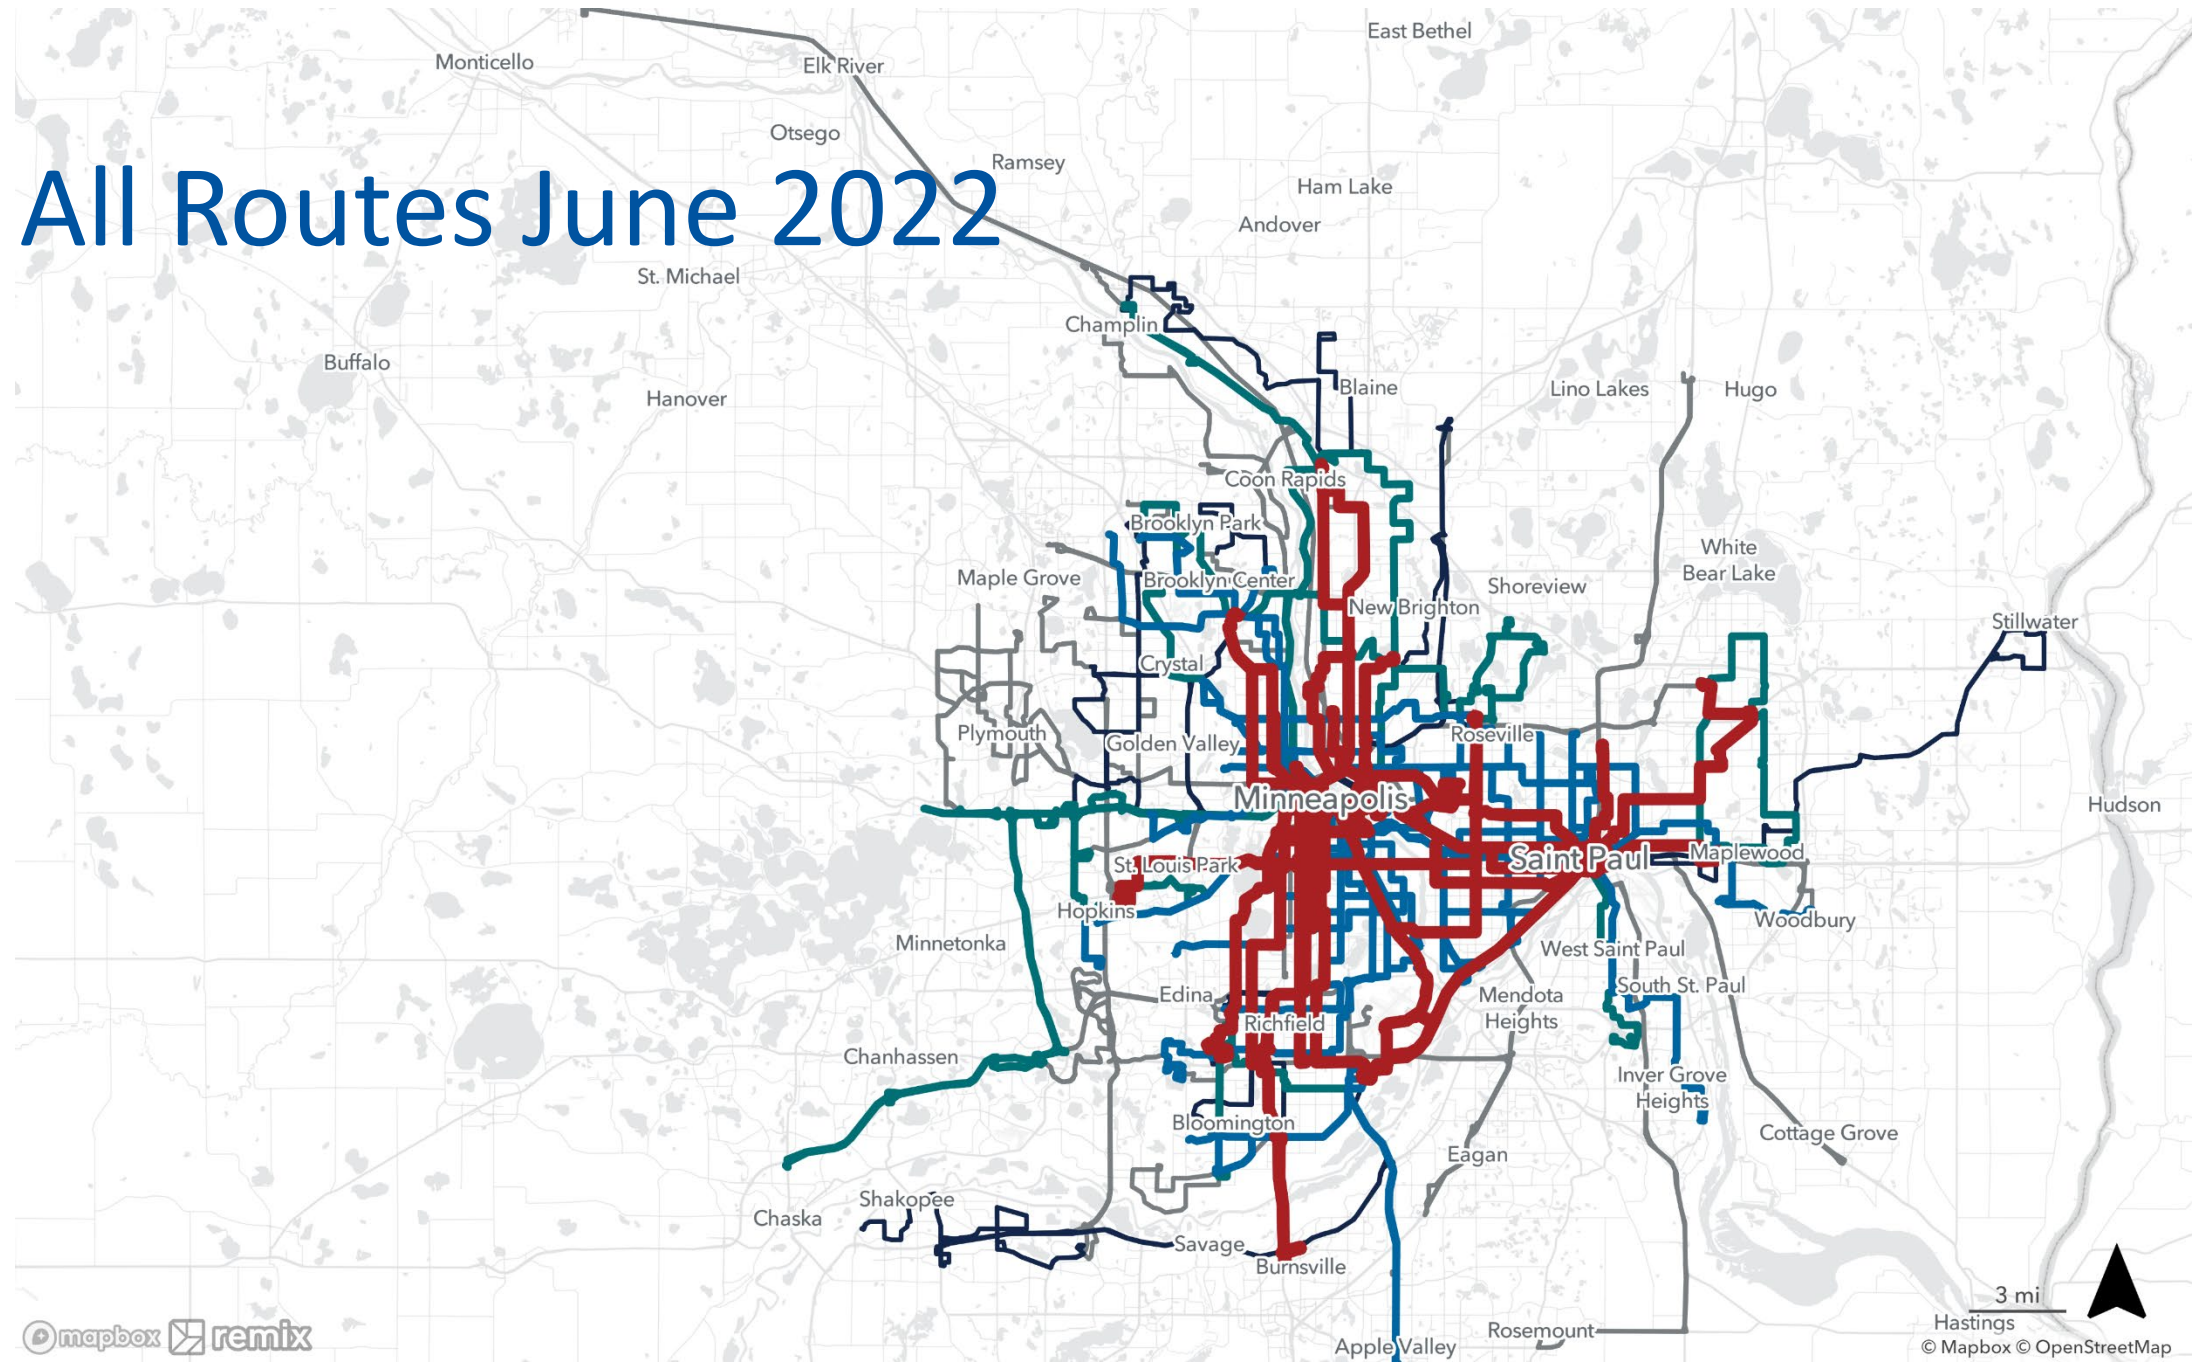 East Bethel
Monticello
Elk River
Otsego
Ramsey
All Routes June 2022
Ham Lake
Andover
St. Michael
Champlin
Buffalo
Hanover
Blaine
Lino Lakes
Hugo
Coon Rapids
Brooklyn Park
White
Bear Lake
Maple Grove
Brooklyn Center
Shoreview
New Brighton
Stillwater
Crystal
Plymouth
Golden Valley
Roseville
Minneapolis
Hudson
St. Louis Park
Saint Paul
Maplewood
Hopkins
Woodbury
Minnetonka
West Saint Paul
Edina
Mendota
Heights
South St. Paul
Richfield
Chanhassen
Inver Grove
Heights
Bloomington
Cottage Grove
Eagan
Shakopee
Chaska
Savage
Burnsville
3 mi
Hastings
Rosemount
Apple Valley
mapbox remix
© Mapbox © OpenStreetMap